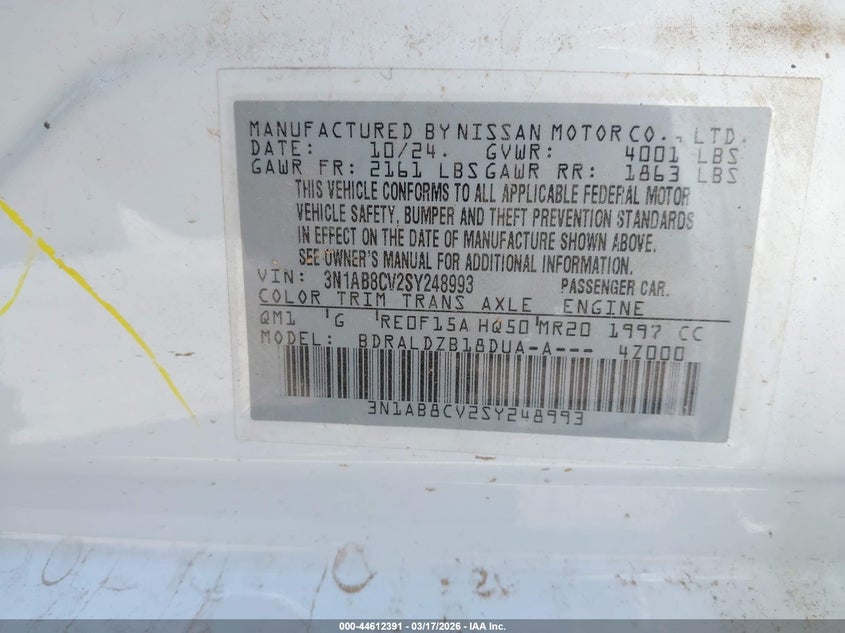 MANUFACTURED BY NISSAN MOTOR CO., LTD.
DATE: 10/24. GVWR: 4001 LBS
GAWR FR: 2161 LBS GAWR RR: 1863 LBS
THIS VEHICLE CONFORMS TO ALL APPLICABLE FEDERAL MOTOR
VEHICLE SAFETY, BUMPER AND THEFT PREVENTION STANDARDS
IN EFFECT ON THE DATE OF MANUFACTURE SHOWN ABOVE.
SEE OWNER'S MANUAL FOR ADDITIONAL INFORMATION.
VIN: 3N1AB8CV2SY248993 PASSENGER CAR.
COLOR TRIM TRANS AXLE ENGINE
QM1 G RE0F15A HQ50 MR20 1997 CC
MODEL: BDRALDZB18DUA-A--- 4Z000
3N1AB8CV2SY248993
000-44612391 - 03/17/2026 - IAA Inc.